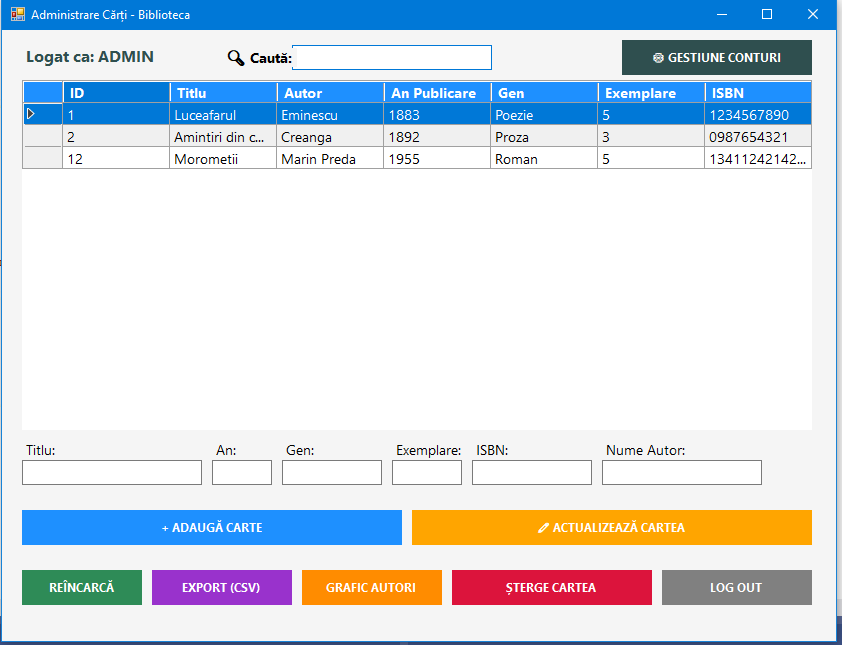 Administrare Cărți - Biblioteca
Logat ca: ADMIN
Caută:
GESTIUNE CONTURI
ID Titlu Autor An Publicare Gen Exemplare ISBN
1 Luceafarul Eminescu 1883 Poezie 5 1234567890
2 Amintiri din c... Creanga 1892 Proza 3 0987654321
12 Morometii Marin Preda 1955 Roman 5 13411242142...
Titlu: An: Gen: Exemplare: ISBN: Nume Autor:
+ ADAUGĂ CARTE
ACTUALIZEAZĂ CARTEA
REÎNCARCĂ
EXPORT (CSV)
GRAFIC AUTORI
ȘTERGE CARTEA
LOG OUT